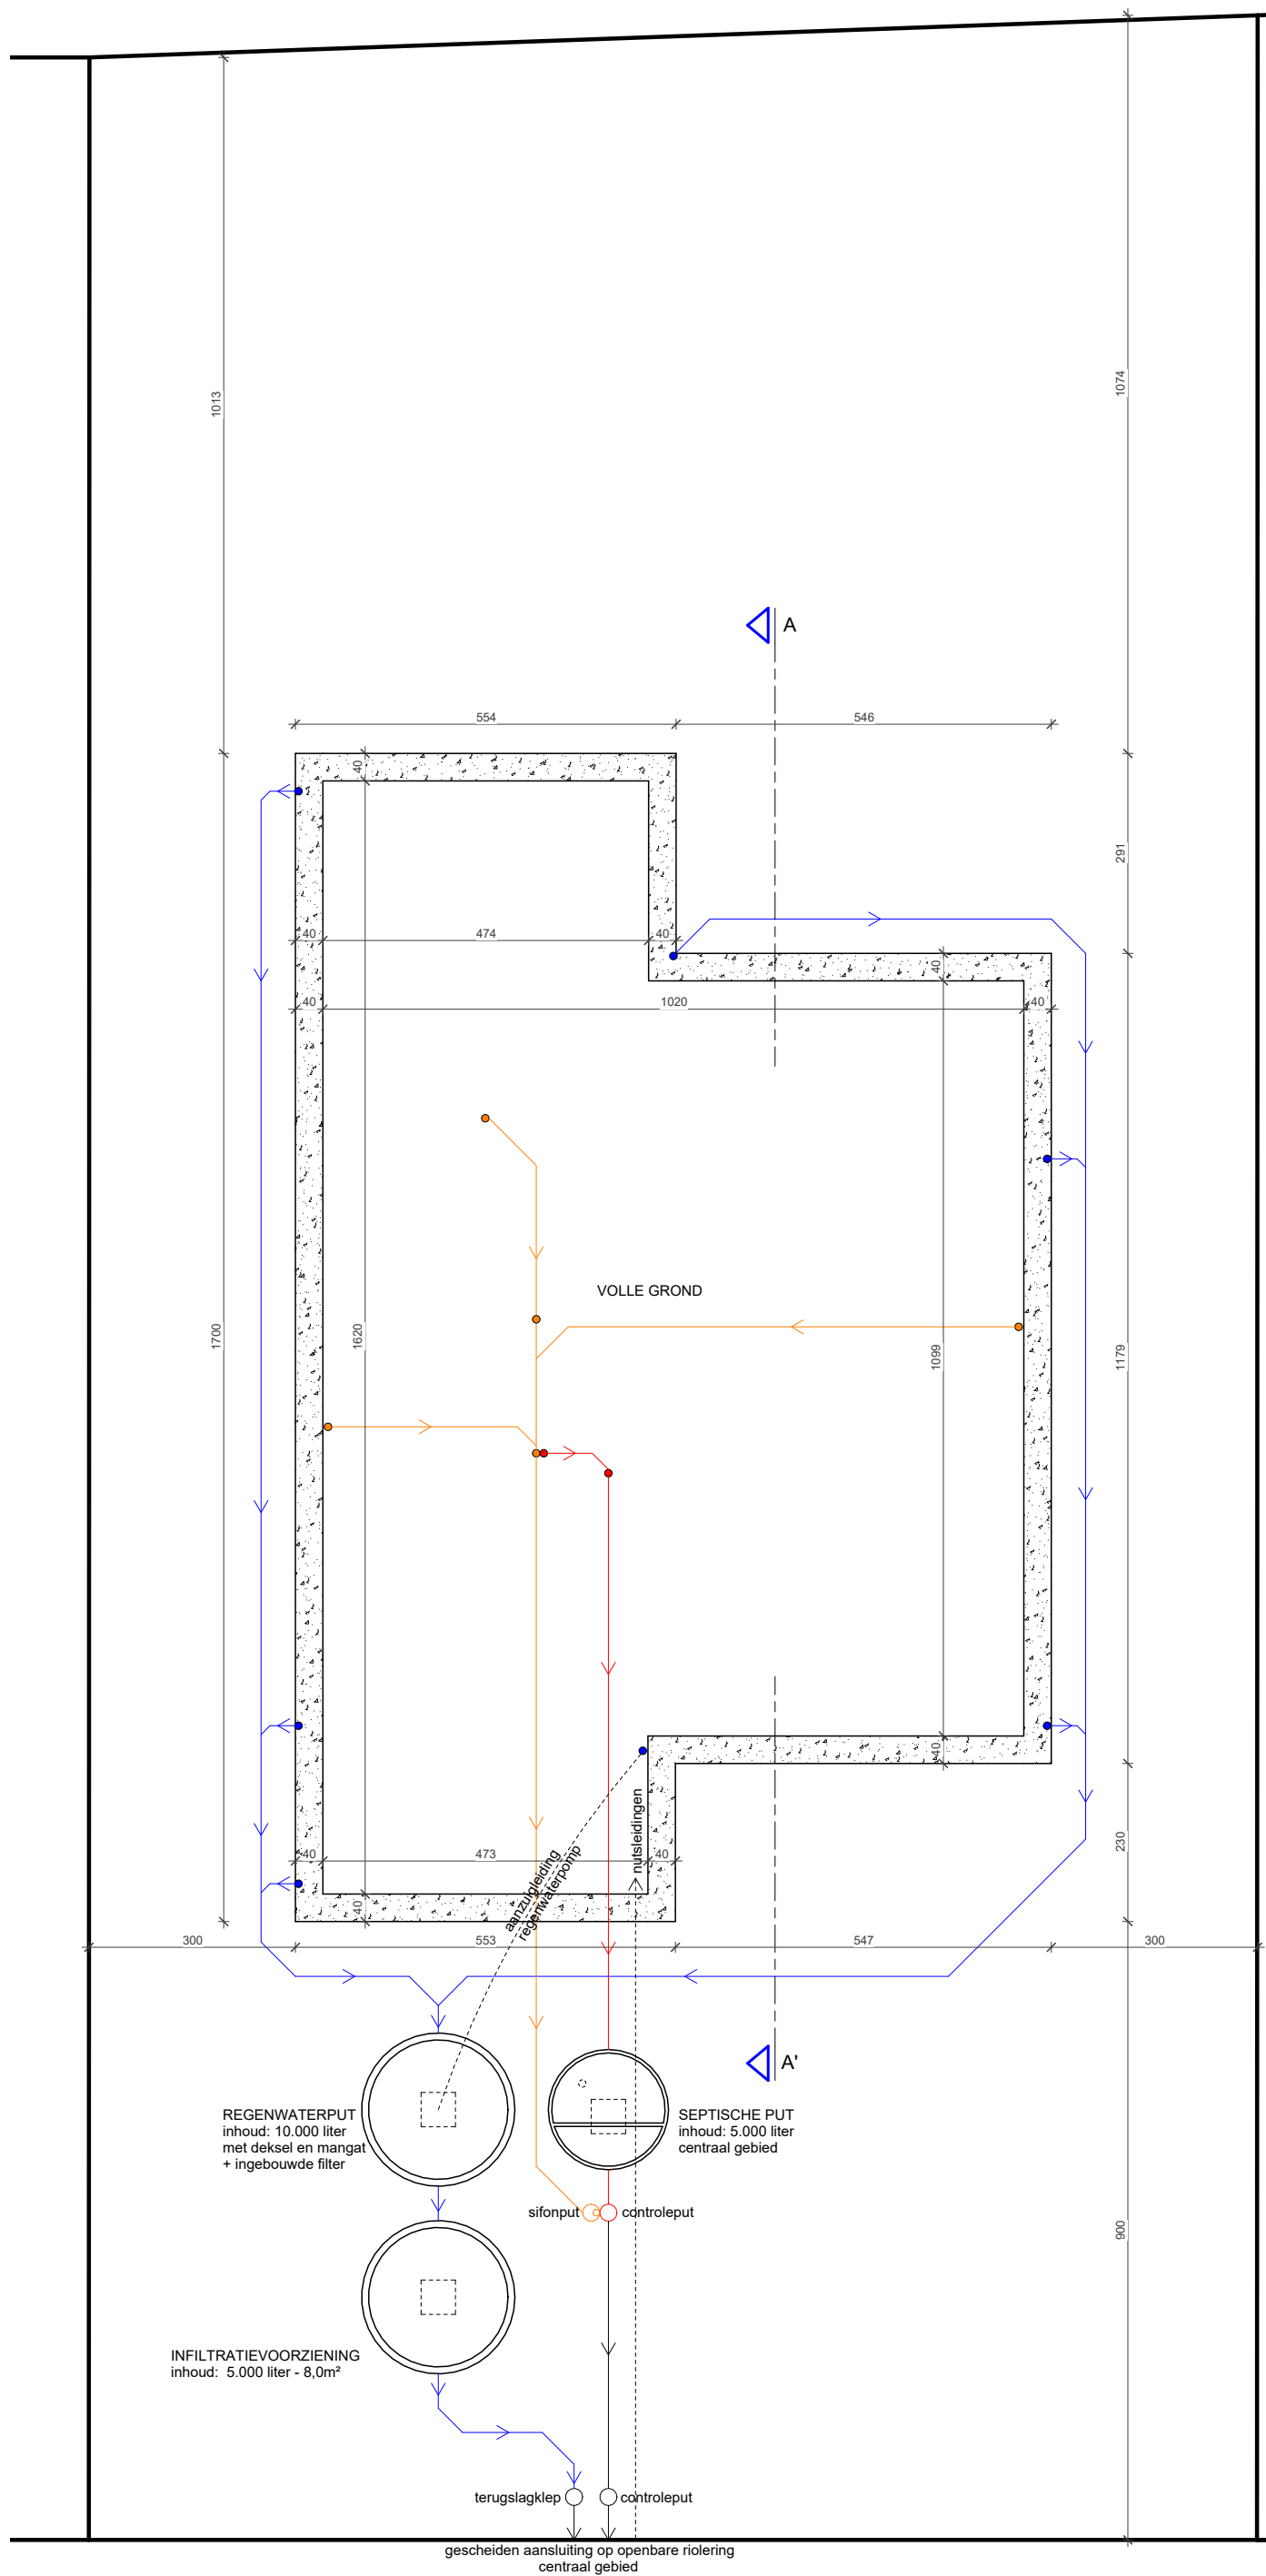 1013
1074
A
554
546
40
291
40
474
40
40
40
1020
40
VOLLE GROND
1700
1620
1099
1179
40
nutsleidingen
aanzuigleiding
regenwaterpomp
230
40
473
40
40
300
553
547
300
A'
REGENWATERPUT
inhoud: 10.000 liter
met deksel en mangat
+ ingebouwde filter
SEPTISCHE PUT
inhoud: 5.000 liter
centraal gebied
sifonput
controleput
900
INFILTRATIEVOORZIENING
inhoud: 5.000 liter - 8,0m²
terugslagklep
controleput
gescheiden aansluiting op openbare riolering
centraal gebied